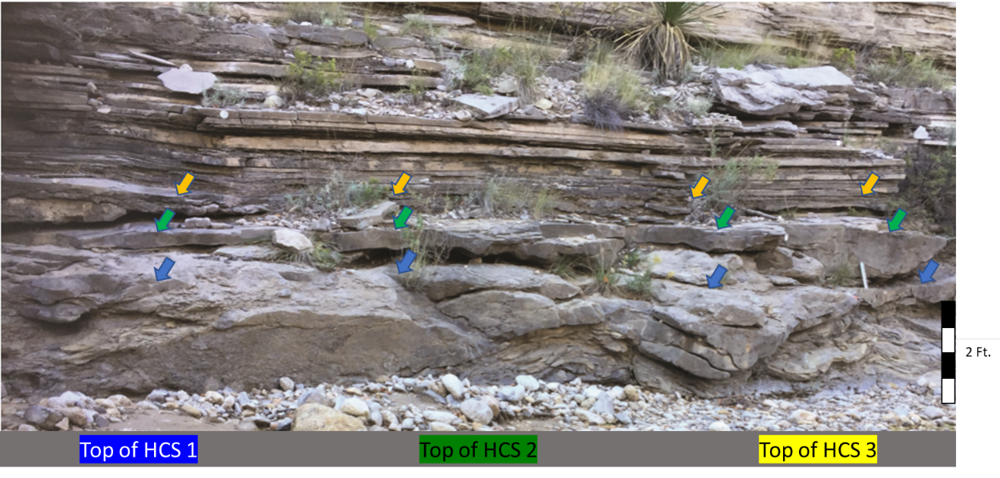 2 Ft.
Top of HCS 1
Top of HCS 2
Top of HCS 3